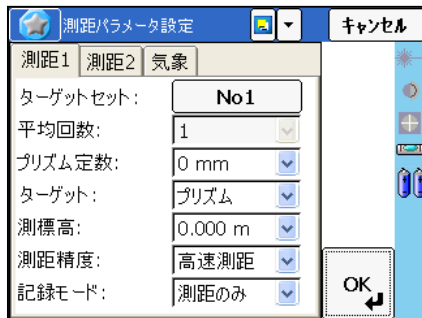 測距パラメータ設定
キャンセル
測距1 測距2 気象
ターゲットセット: No1
平均回数: 1
プリズム定数: 0 mm
ターゲット: プリズム
測標高: 0.000 m
測距精度: 高速測距
記録モード: 測距のみ
OK